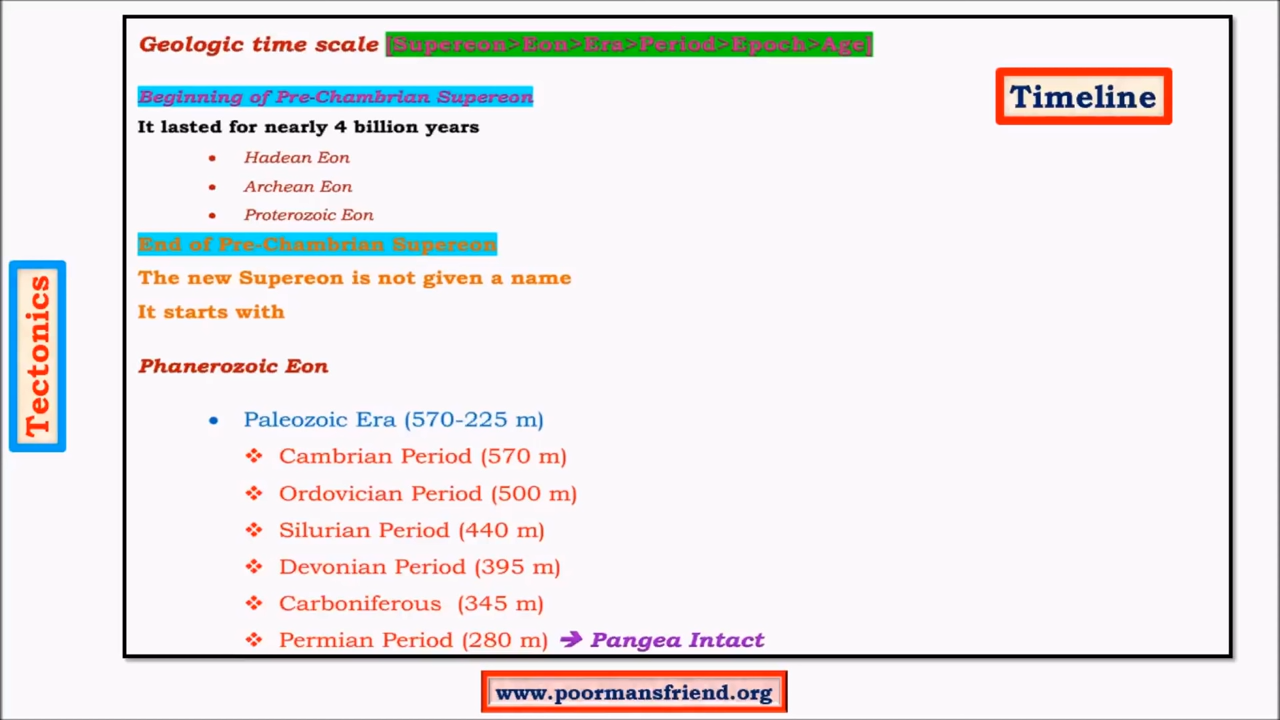 Geologic time scale [Supereon>Eon>Era>Period>Epoch>Age]
Timeline
Beginning of Pre-Chambrian Supereon
It lasted for nearly 4 billion years
• Hadean Eon
• Archean Eon
• Proterozoic Eon
End of Pre-Chambrian Supereon
The new Supereon is not given a name
It starts with
Tectonics
Phanerozoic Eon
• Paleozoic Era (570-225 m)
❖ Cambrian Period (570 m)
❖ Ordovician Period (500 m)
❖ Silurian Period (440 m)
❖ Devonian Period (395 m)
❖ Carboniferous (345 m)
❖ Permian Period (280 m) ➔ Pangea Intact
www.poormansfriend.org